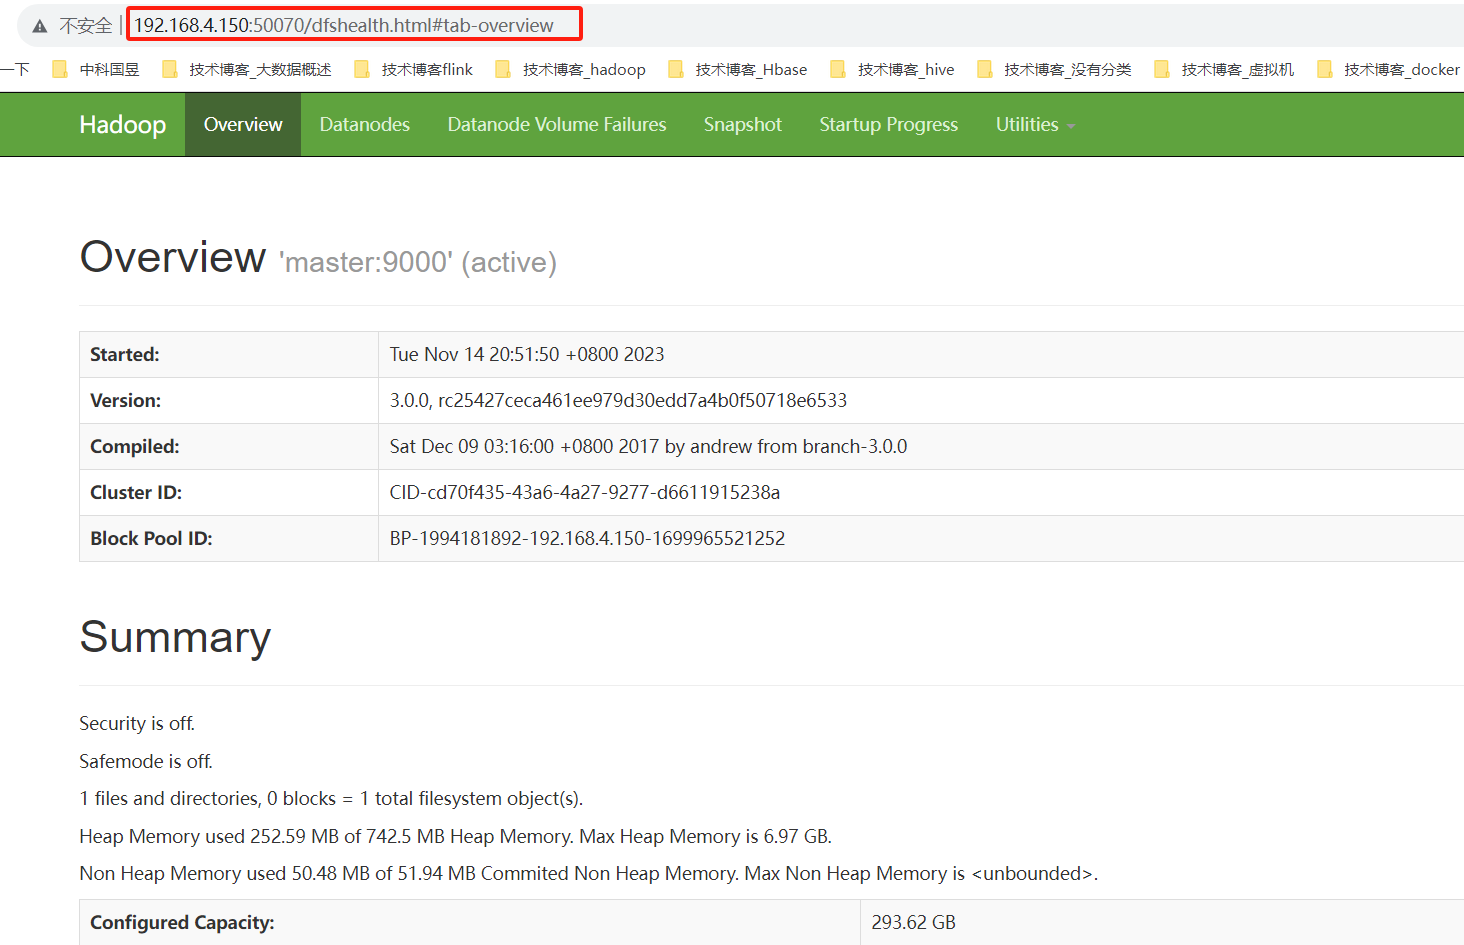 不安全 | 192.168.4.150:50070/dfshealth.html#tab-overview
一下 中科国昱 技术博客_大数据概述 技术博客flink 技术博客_hadoop 技术博客_Hbase 技术博客_hive 技术博客_没有分类 技术博客_虚拟机 技术博客_docker
Hadoop Overview Datanodes Datanode Volume Failures Snapshot Startup Progress Utilities
Overview 'master:9000' (active)
Started: Tue Nov 14 20:51:50 +0800 2023
Version: 3.0.0, rc25427ceca461ee979d30edd7a4b0f50718e6533
Compiled: Sat Dec 09 03:16:00 +0800 2017 by andrew from branch-3.0.0
Cluster ID: CID-cd70f435-43a6-4a27-9277-d6611915238a
Block Pool ID: BP-1994181892-192.168.4.150-1699965521252
Summary
Security is off.
Safemode is off.
1 files and directories, 0 blocks = 1 total filesystem object(s).
Heap Memory used 252.59 MB of 742.5 MB Heap Memory. Max Heap Memory is 6.97 GB.
Non Heap Memory used 50.48 MB of 51.94 MB Commited Non Heap Memory. Max Non Heap Memory is <unbounded>.
Configured Capacity: 293.62 GB